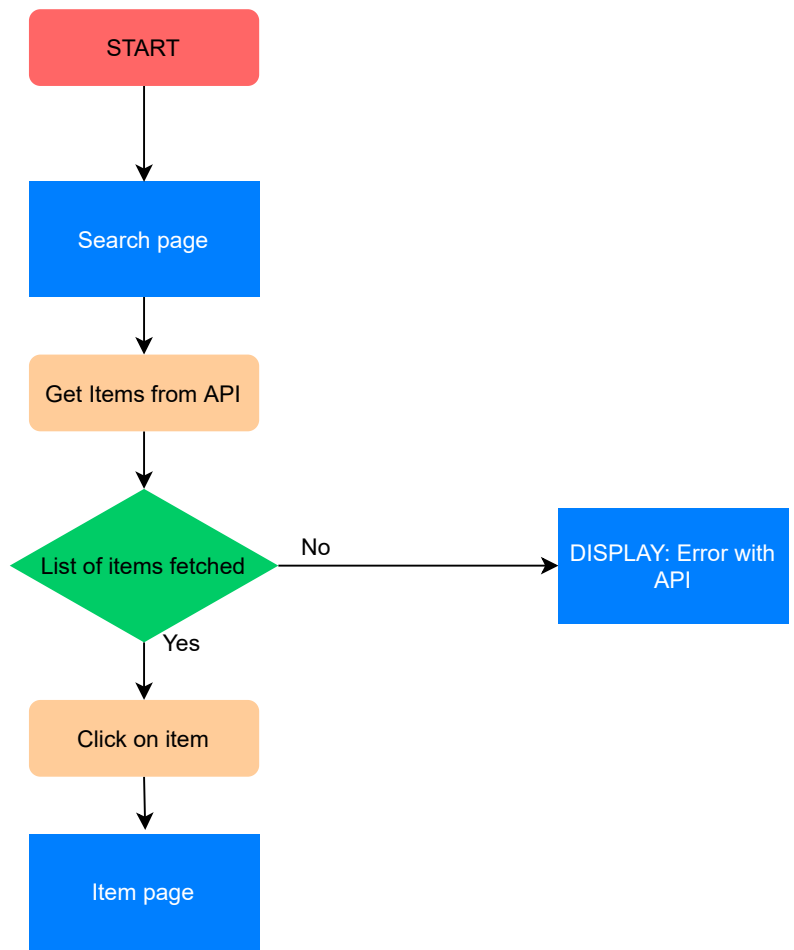 START
Search page
Get Items from API
List of items fetched
No
DISPLAY: Error with
API
Yes
Click on item
Item page